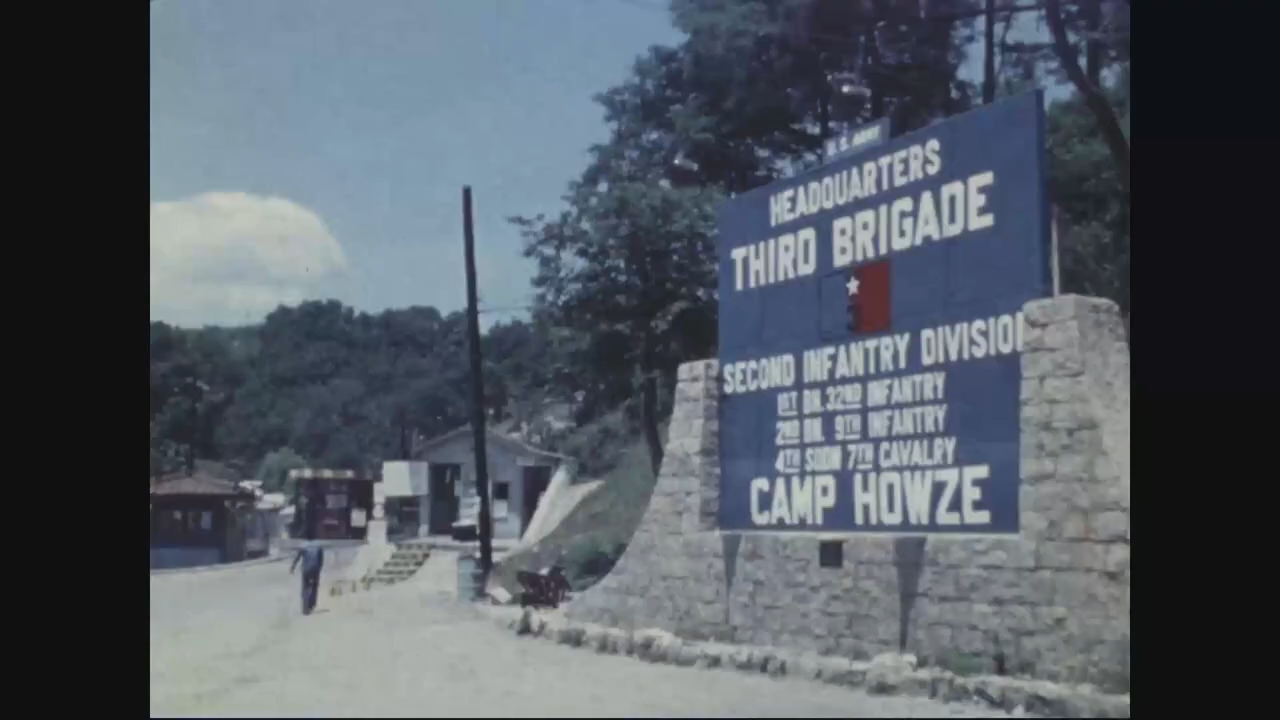 U.S. ARMY
HEADQUARTERS
THIRD BRIGADE
SECOND INFANTRY DIVISION
1ST BN. 32ND INFANTRY
2ND BN. 9TH INFANTRY
4TH SQDN 7TH CAVALRY
CAMP HOWZE